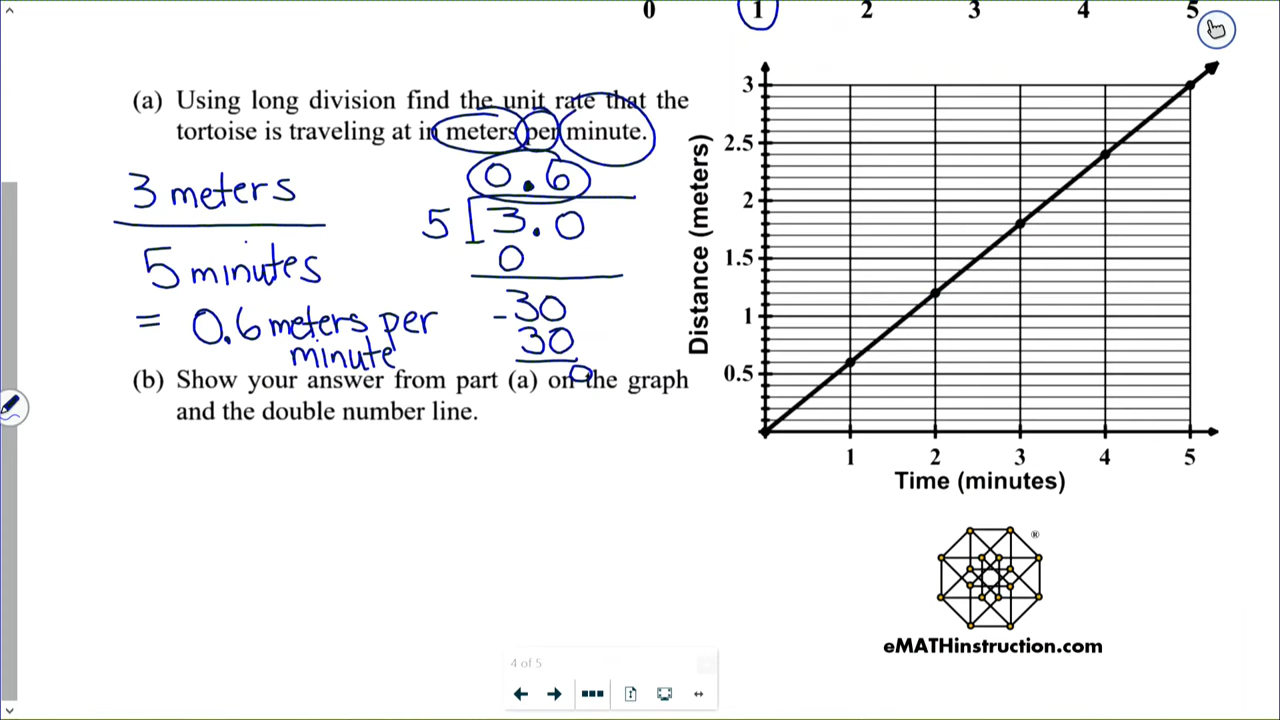 0 1 2 3 4 5
(a) Using long division find the unit rate that the
tortoise is traveling at in meters per minute.
3 meters
5 minutes
= 0.6 meters per
minute
0.6
5 3.0
0
-30
30
0
(b) Show your answer from part (a) on the graph
and the double number line.
Distance (meters)
3
2.5
2
1.5
1
0.5
1 2 3 4 5
Time (minutes)
®
eMATHinstruction.com
4 of 5